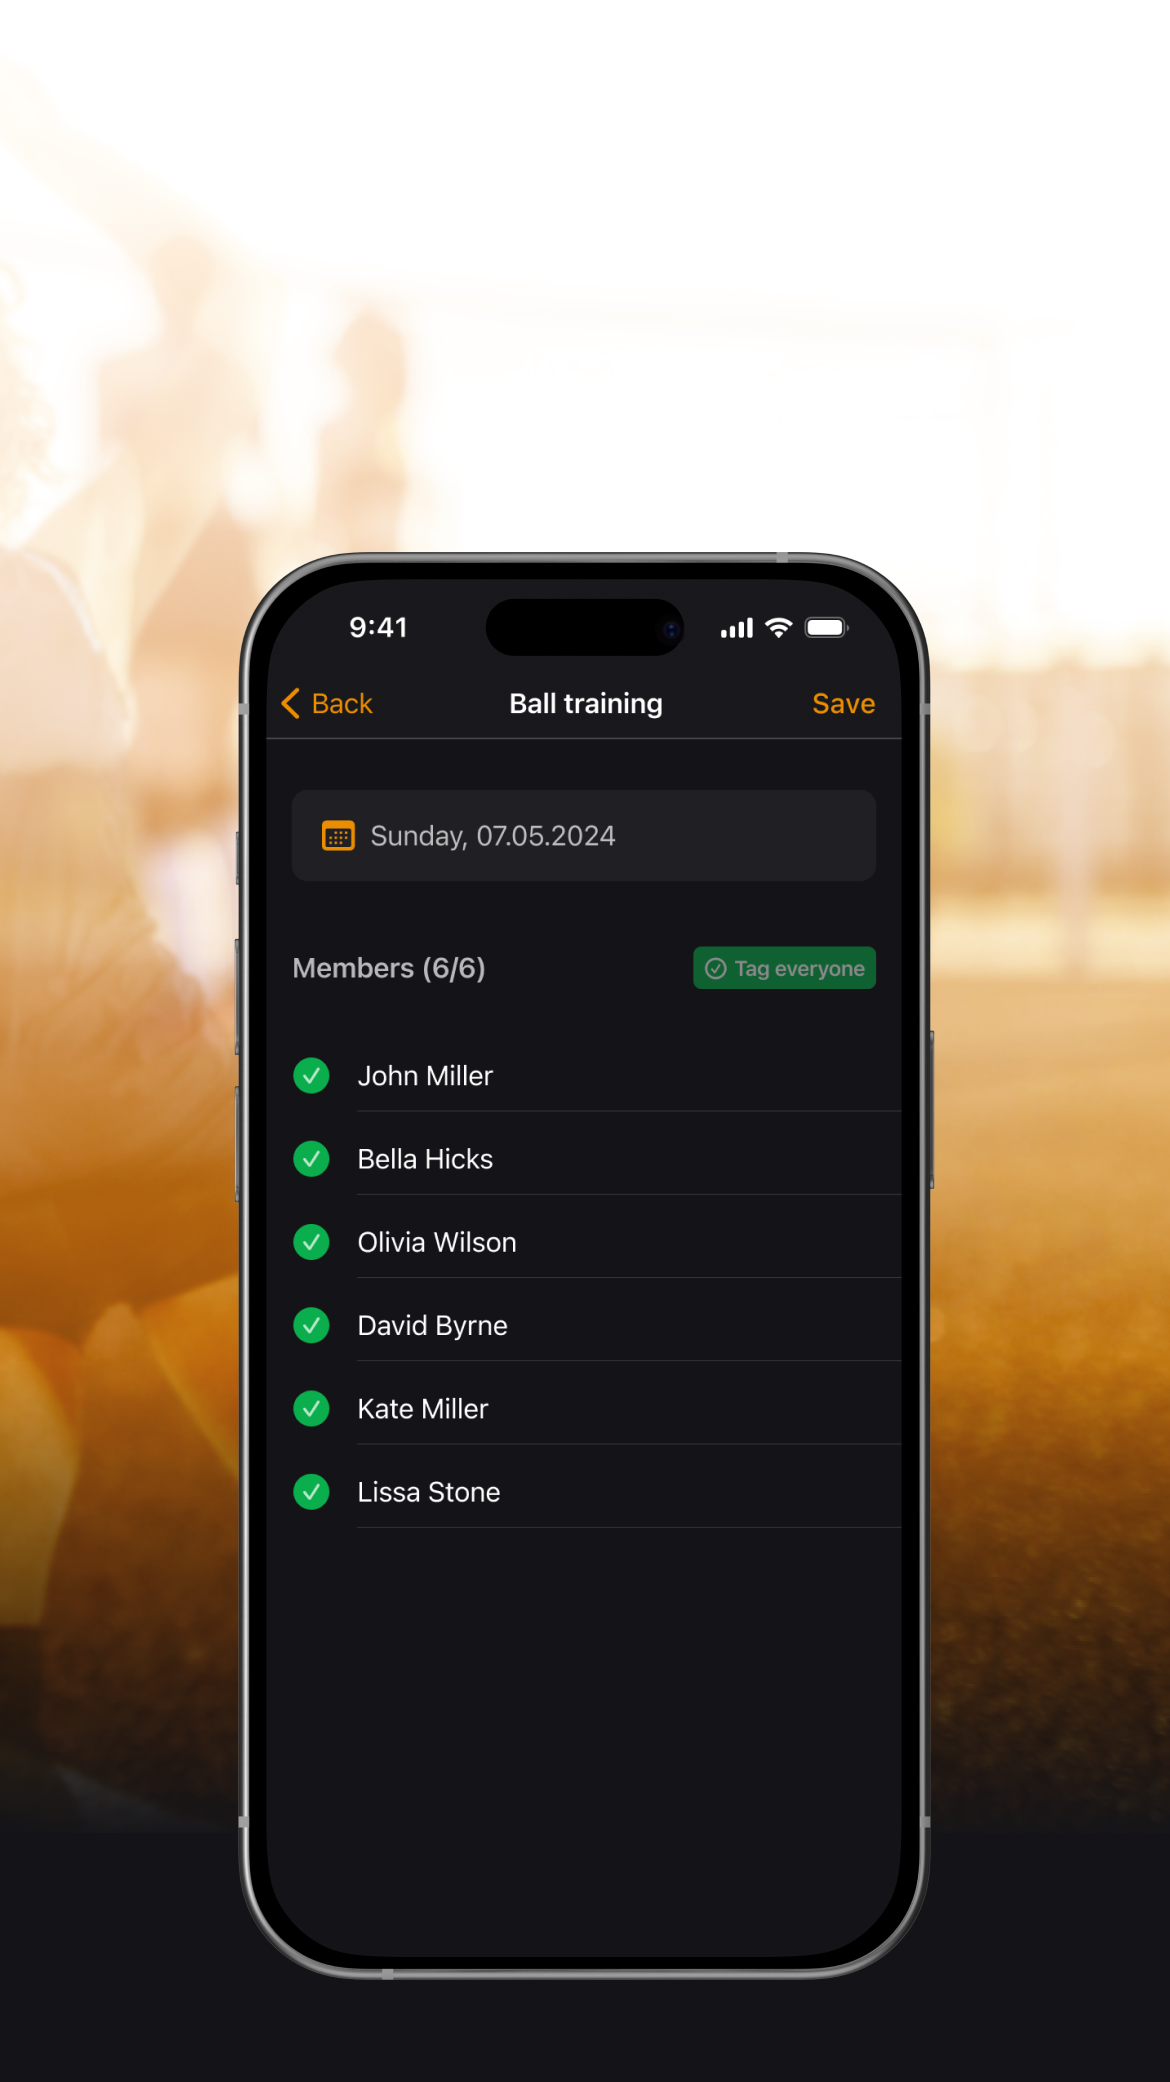 9:41
Back
Ball training
Save
Sunday, 07.05.2024
Members (6/6)
Tag everyone
John Miller
Bella Hicks
Olivia Wilson
David Byrne
Kate Miller
Lissa Stone